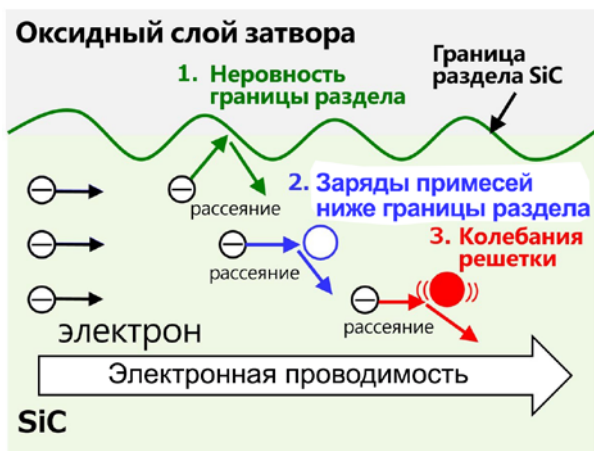 Оксидный слой затвора
Граница
раздела SiC
1. Неровность
границы раздела
2. Заряды примесей
ниже границы раздела
рассеяние
3. Колебания
решетки
рассеяние
рассеяние
электрон
Электронная проводимость
SiC